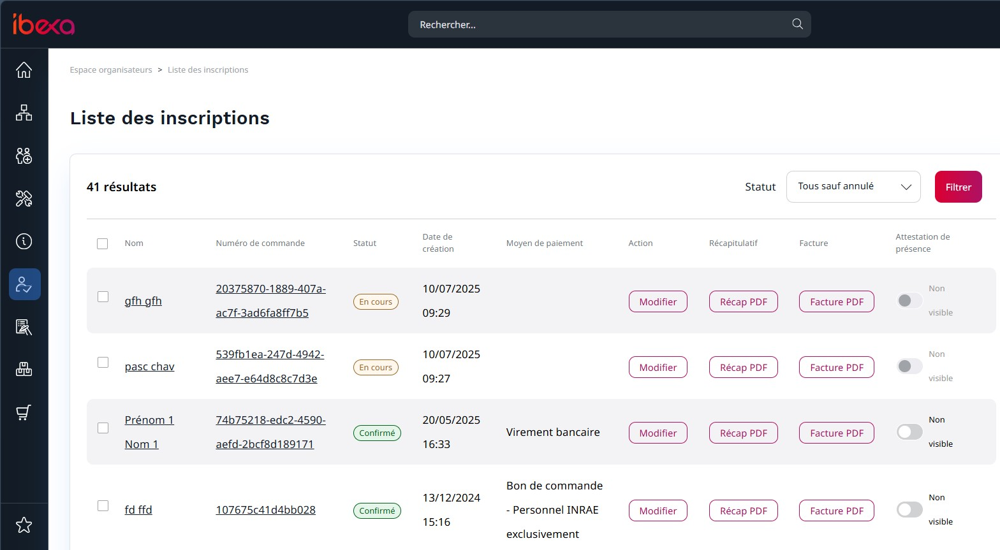 ibexa
Rechercher...
Espace organisateurs > Liste des inscriptions
Liste des inscriptions
41 résultats
Statut
Tous sauf annulé
Filtrer
Nom
Numéro de commande
Statut
Date de
création
Moyen de paiement
Action
Récapitulatif
Facture
Attestation de
présence
gfh gfh
20375870-1889-407a-
ac7f-3ad6fa8ff7b5
En cours
10/07/2025
09:29
Modifier
Récap PDF
Facture PDF
Non
visible
pasc chav
539fb1ea-247d-4942-
aee7-e64d8c8c7d3e
En cours
10/07/2025
09:27
Modifier
Récap PDF
Facture PDF
Non
visible
Prénom 1
Nom 1
74b75218-edc2-4590-
aefd-2bcf8d189171
Confirmé
20/05/2025
16:33
Virement bancaire
Modifier
Récap PDF
Facture PDF
Non
visible
fd ffd
107675c41d4bb028
Confirmé
13/12/2024
15:16
Bon de commande
- Personnel INRAE
exclusivement
Modifier
Récap PDF
Facture PDF
Non
visible